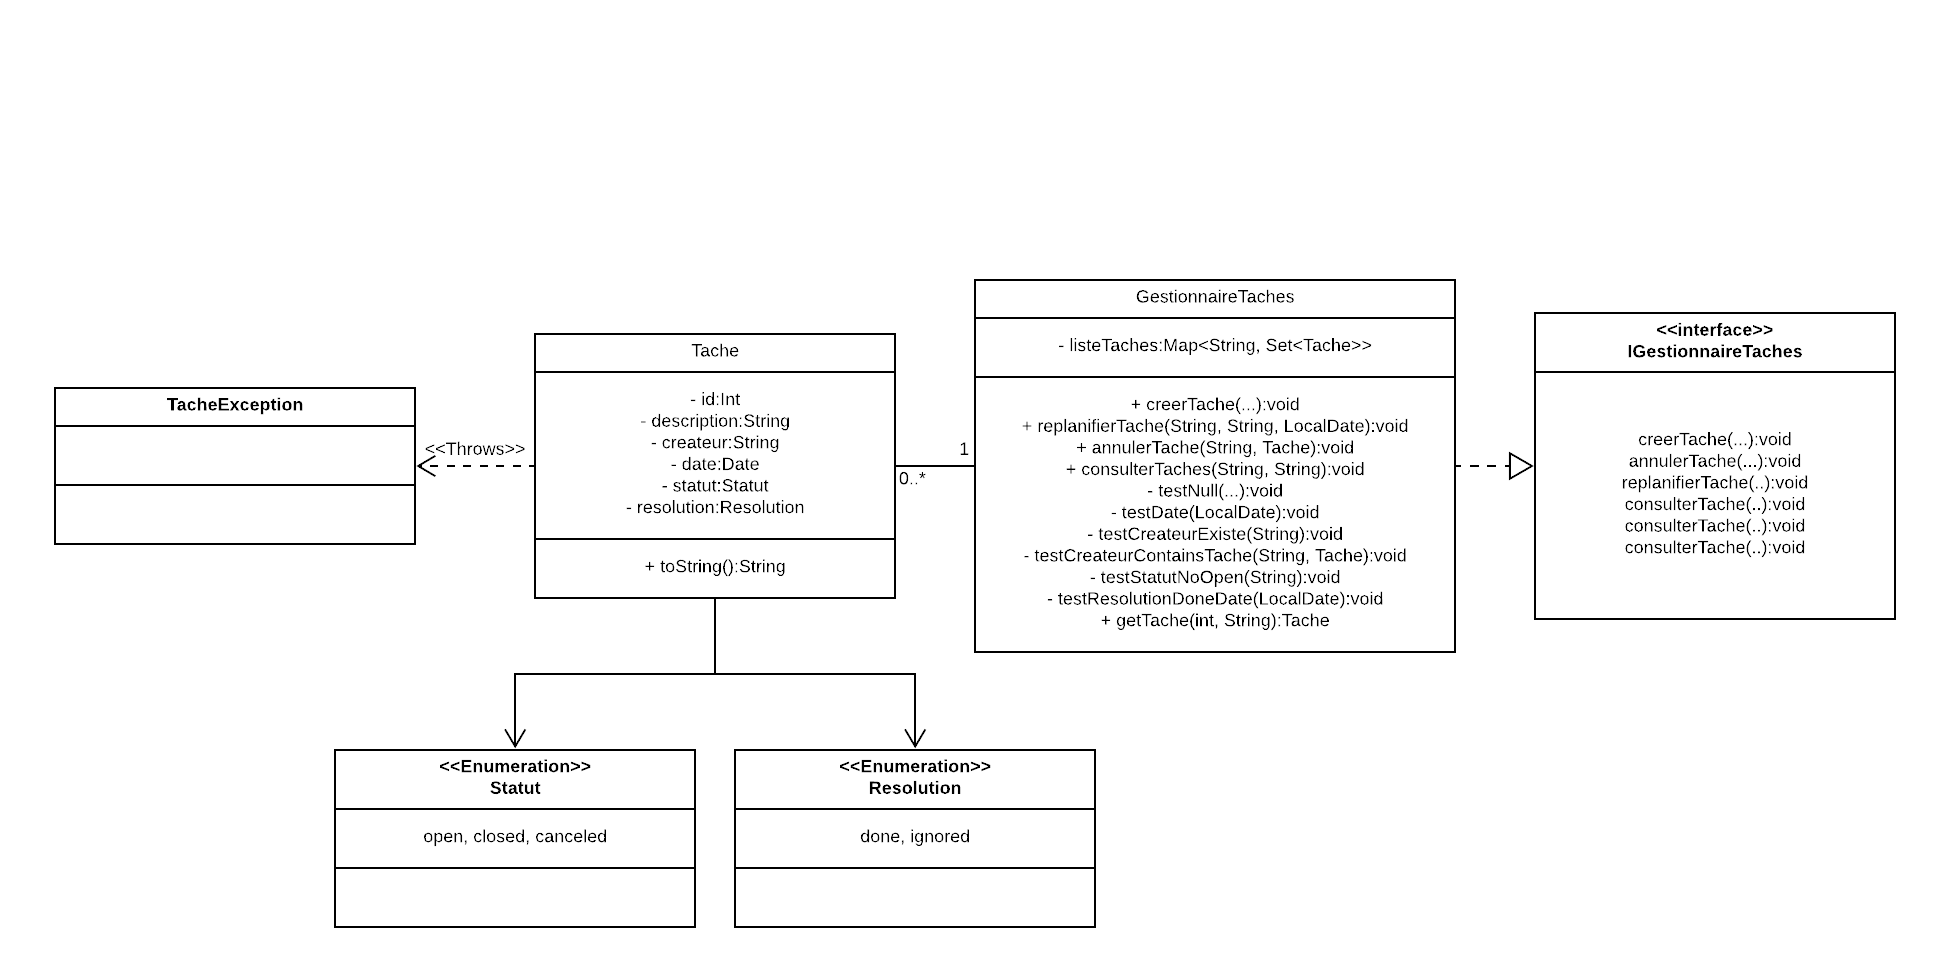 TacheException
<<Throws>>
Tache
- id:Int
- description:String
- createur:String
- date:Date
- statut:Statut
- resolution:Resolution
+ toString():String
1
0..*
GestionnaireTaches
- listeTaches:Map<String, Set<Tache>>
+ creerTache(...):void
+ replanifierTache(String, String, LocalDate):void
+ annulerTache(String, Tache):void
+ consulterTaches(String, String):void
- testNull(...):void
- testDate(LocalDate):void
- testCreateurExiste(String):void
- testCreateurContainsTache(String, Tache):void
- testStatutNoOpen(String):void
- testResolutionDoneDate(LocalDate):void
+ getTache(int, String):Tache
<<interface>>
IGestionnaireTaches
creerTache(...):void
annulerTache(...):void
replanifierTache(..):void
consulterTache(..):void
consulterTache(..):void
consulterTache(..):void
<<Enumeration>>
Statut
open, closed, canceled
<<Enumeration>>
Resolution
done, ignored